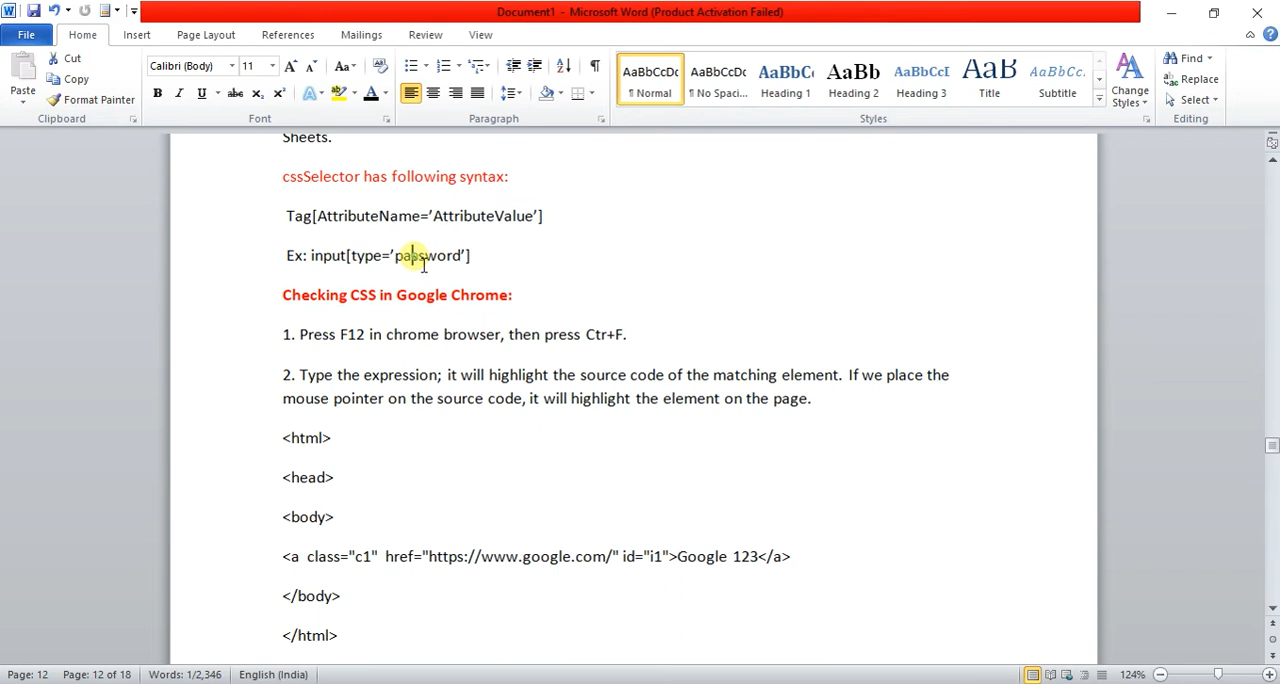 Document1 - Microsoft Word (Product Activation Failed)
File Home Insert Page Layout References Mailings Review View
Paste Cut Copy Format Painter Clipboard
Calibri (Body) 11 Font
Paragraph
AaBbCcDc AaBbCcDc AaBbC AaBb AaBbCcI AaB AaBbCc.
¶ Normal ¶ No Spaci... Heading 1 Heading 2 Heading 3 Title Subtitle Styles
Change Styles
Find Replace Select Editing
Sheets.
cssSelector has following syntax:
Tag[AttributeName=’AttributeValue’]
Ex: input[type=’password’]
Checking CSS in Google Chrome:
1. Press F12 in chrome browser, then press Ctr+F.
2. Type the expression; it will highlight the source code of the matching element. If we place the
mouse pointer on the source code, it will highlight the element on the page.
<html>
<head>
<body>
<a class="c1" href="https://www.google.com/" id="i1">Google 123</a>
</body>
</html>
Page: 12 Page: 12 of 18 Words: 1/2,346 English (India) 124%